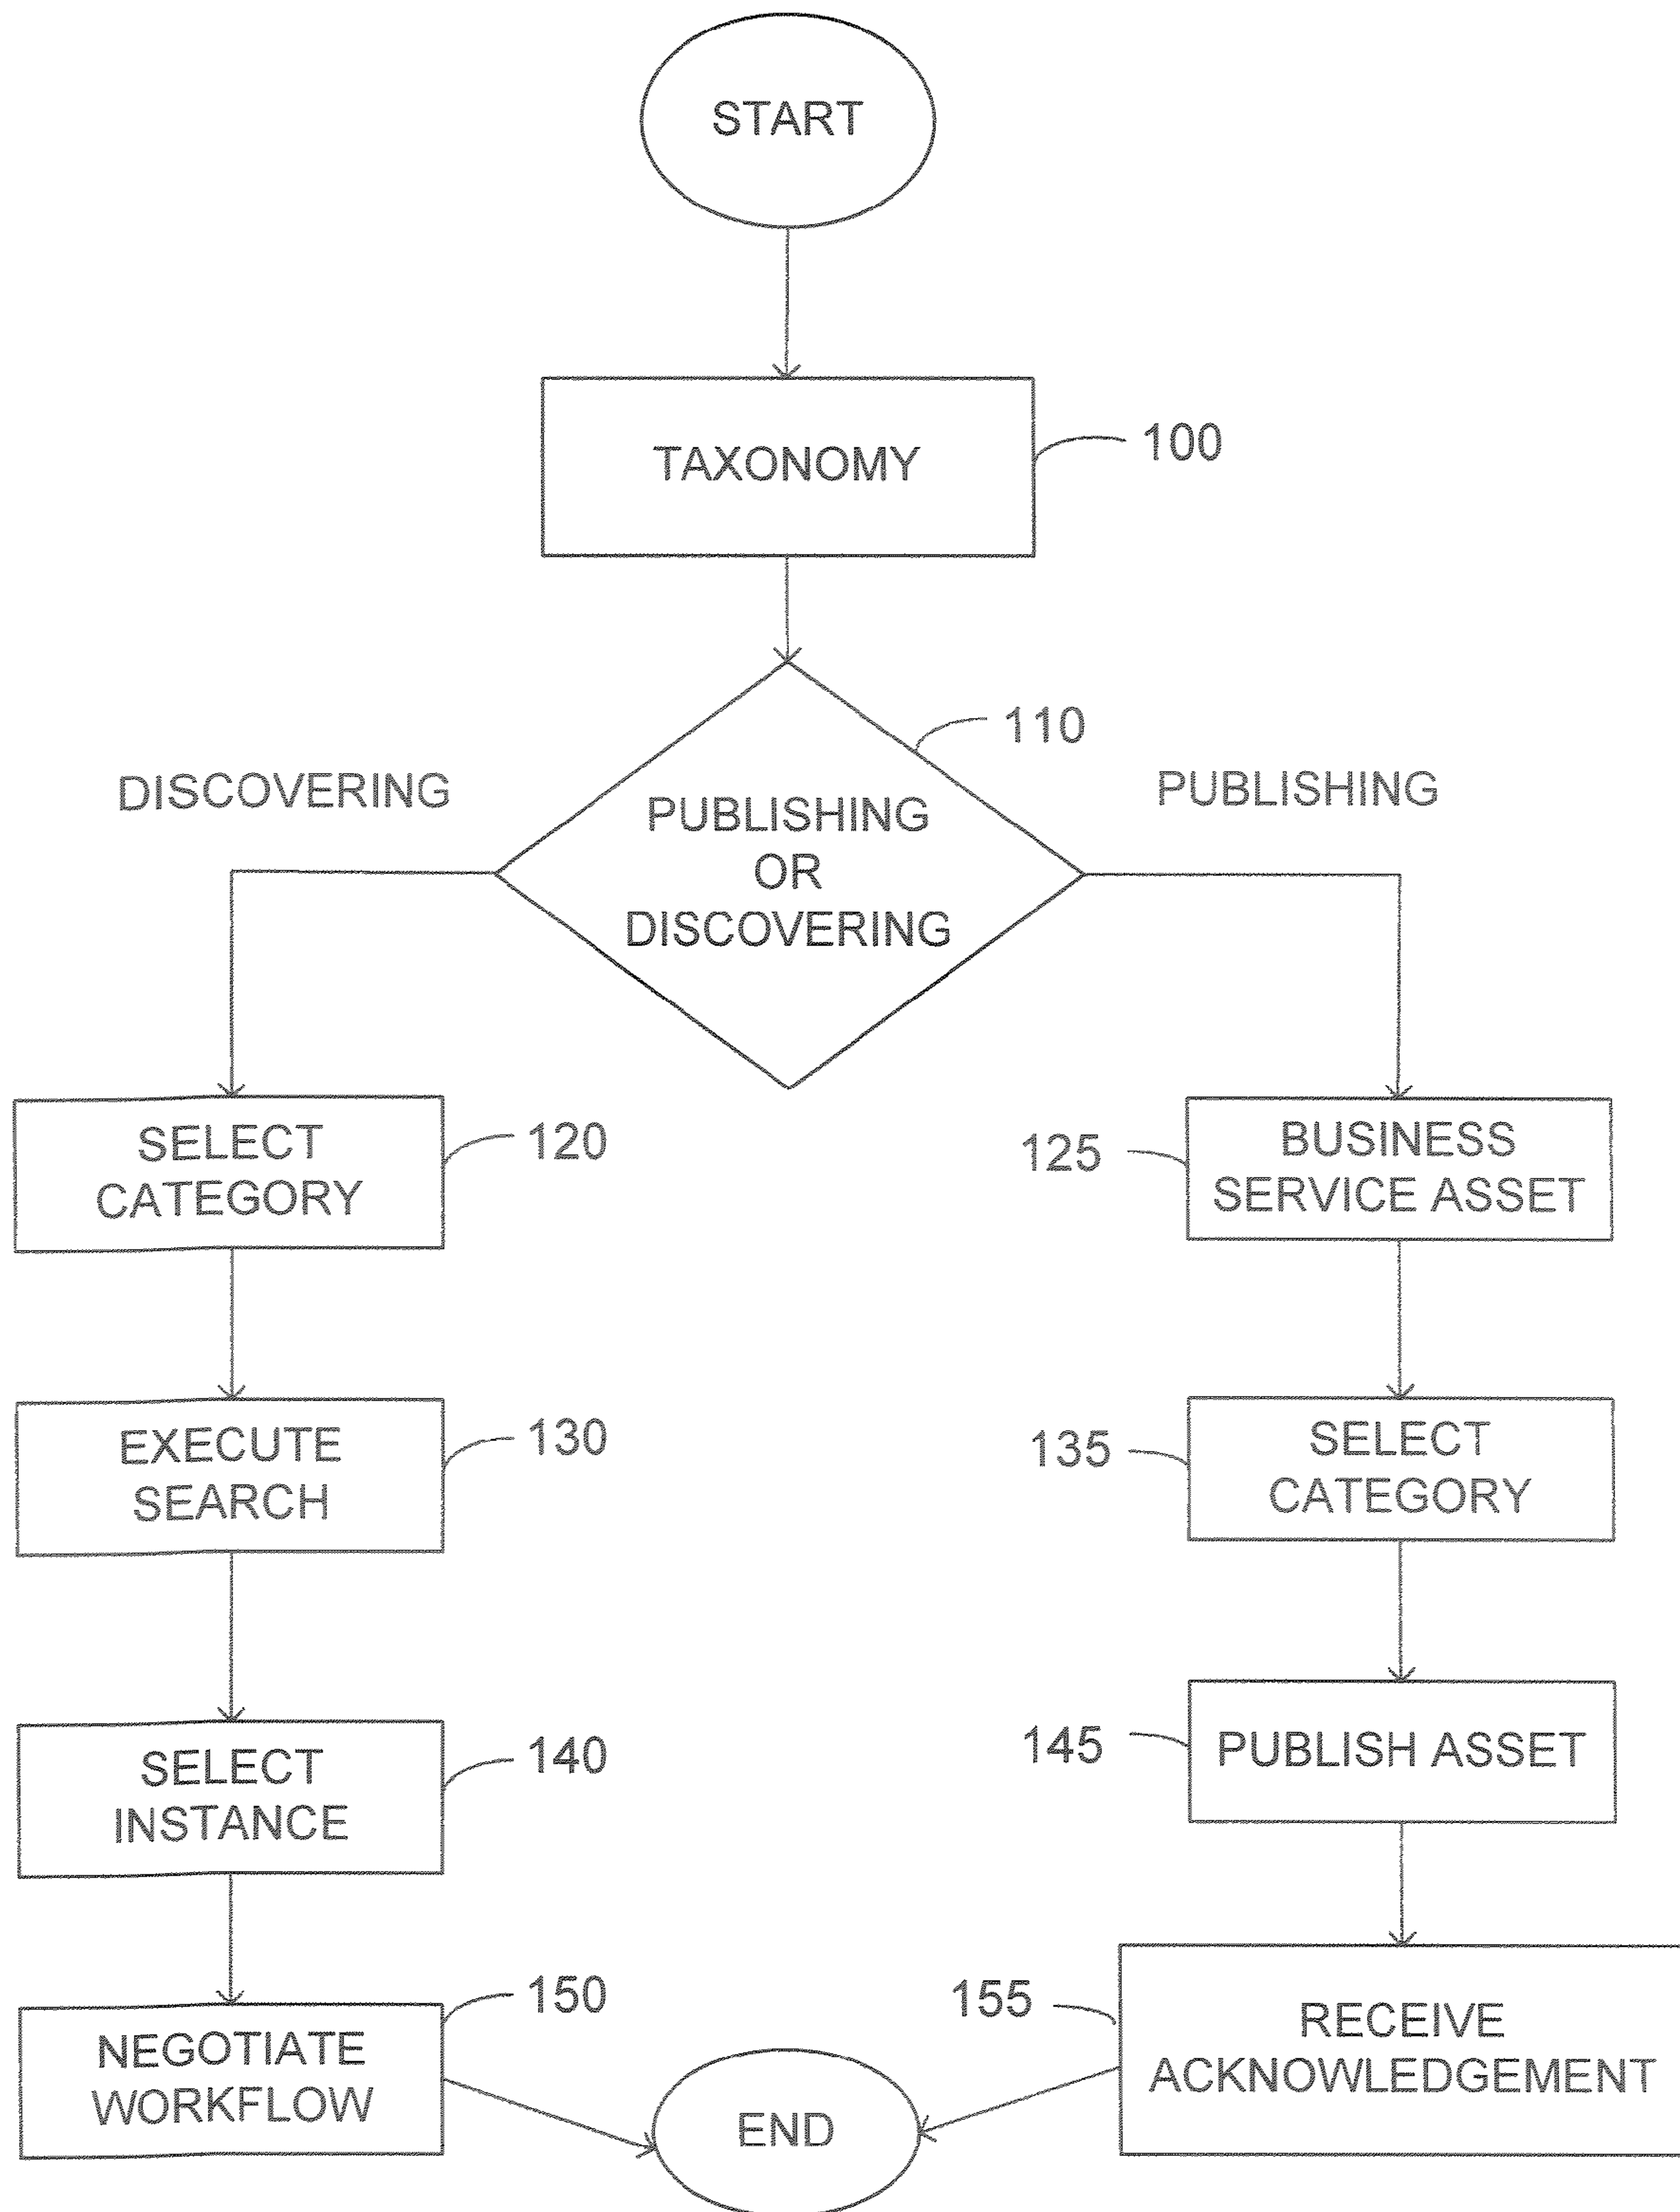 START
TAXONOMY
100
110
DISCOVERING
PUBLISHING
PUBLISHING
OR
DISCOVERING
SELECT
CATEGORY
120
125
BUSINESS
SERVICE ASSET
EXECUTE
SEARCH
130
135
SELECT
CATEGORY
SELECT
INSTANCE
140
145
PUBLISH ASSET
NEGOTIATE
WORKFLOW
150
155
RECEIVE
ACKNOWLEDGEMENT
END